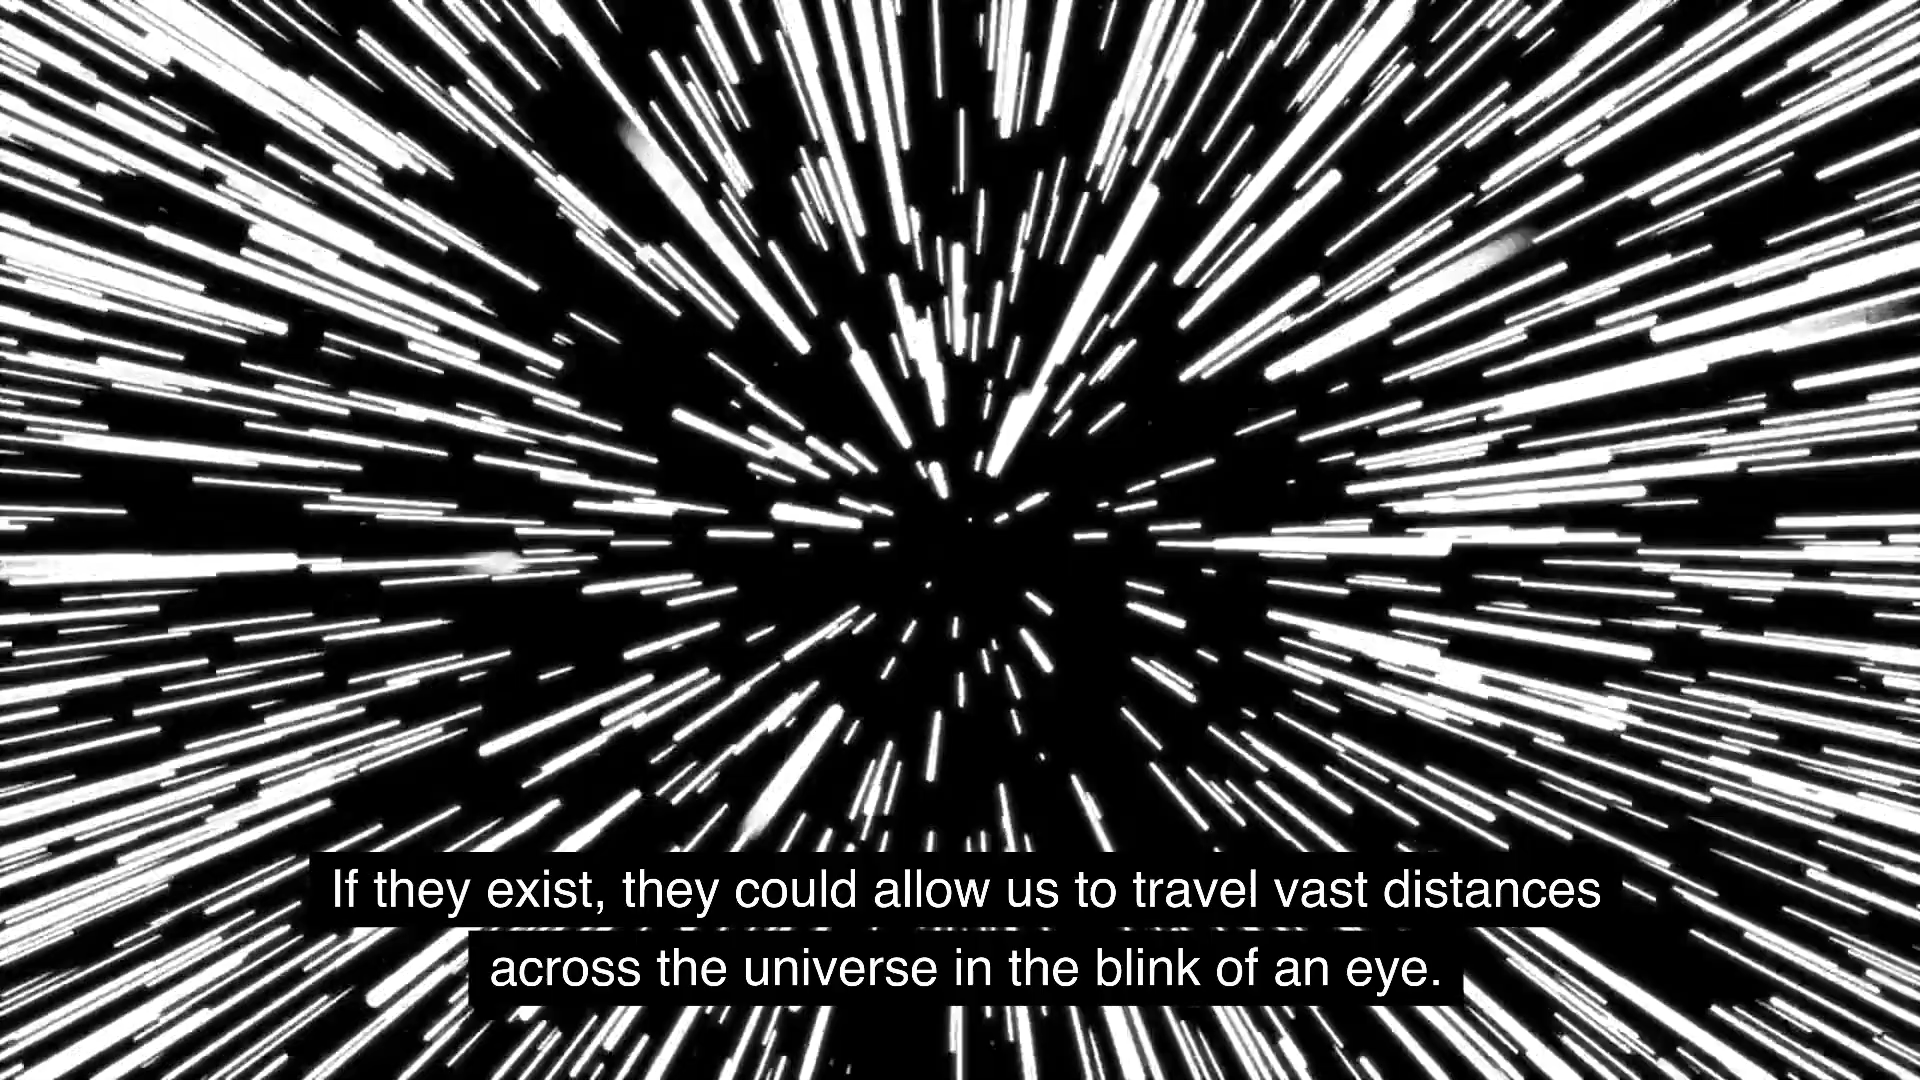 If they exist, they could allow us to travel vast distances
across the universe in the blink of an eye.